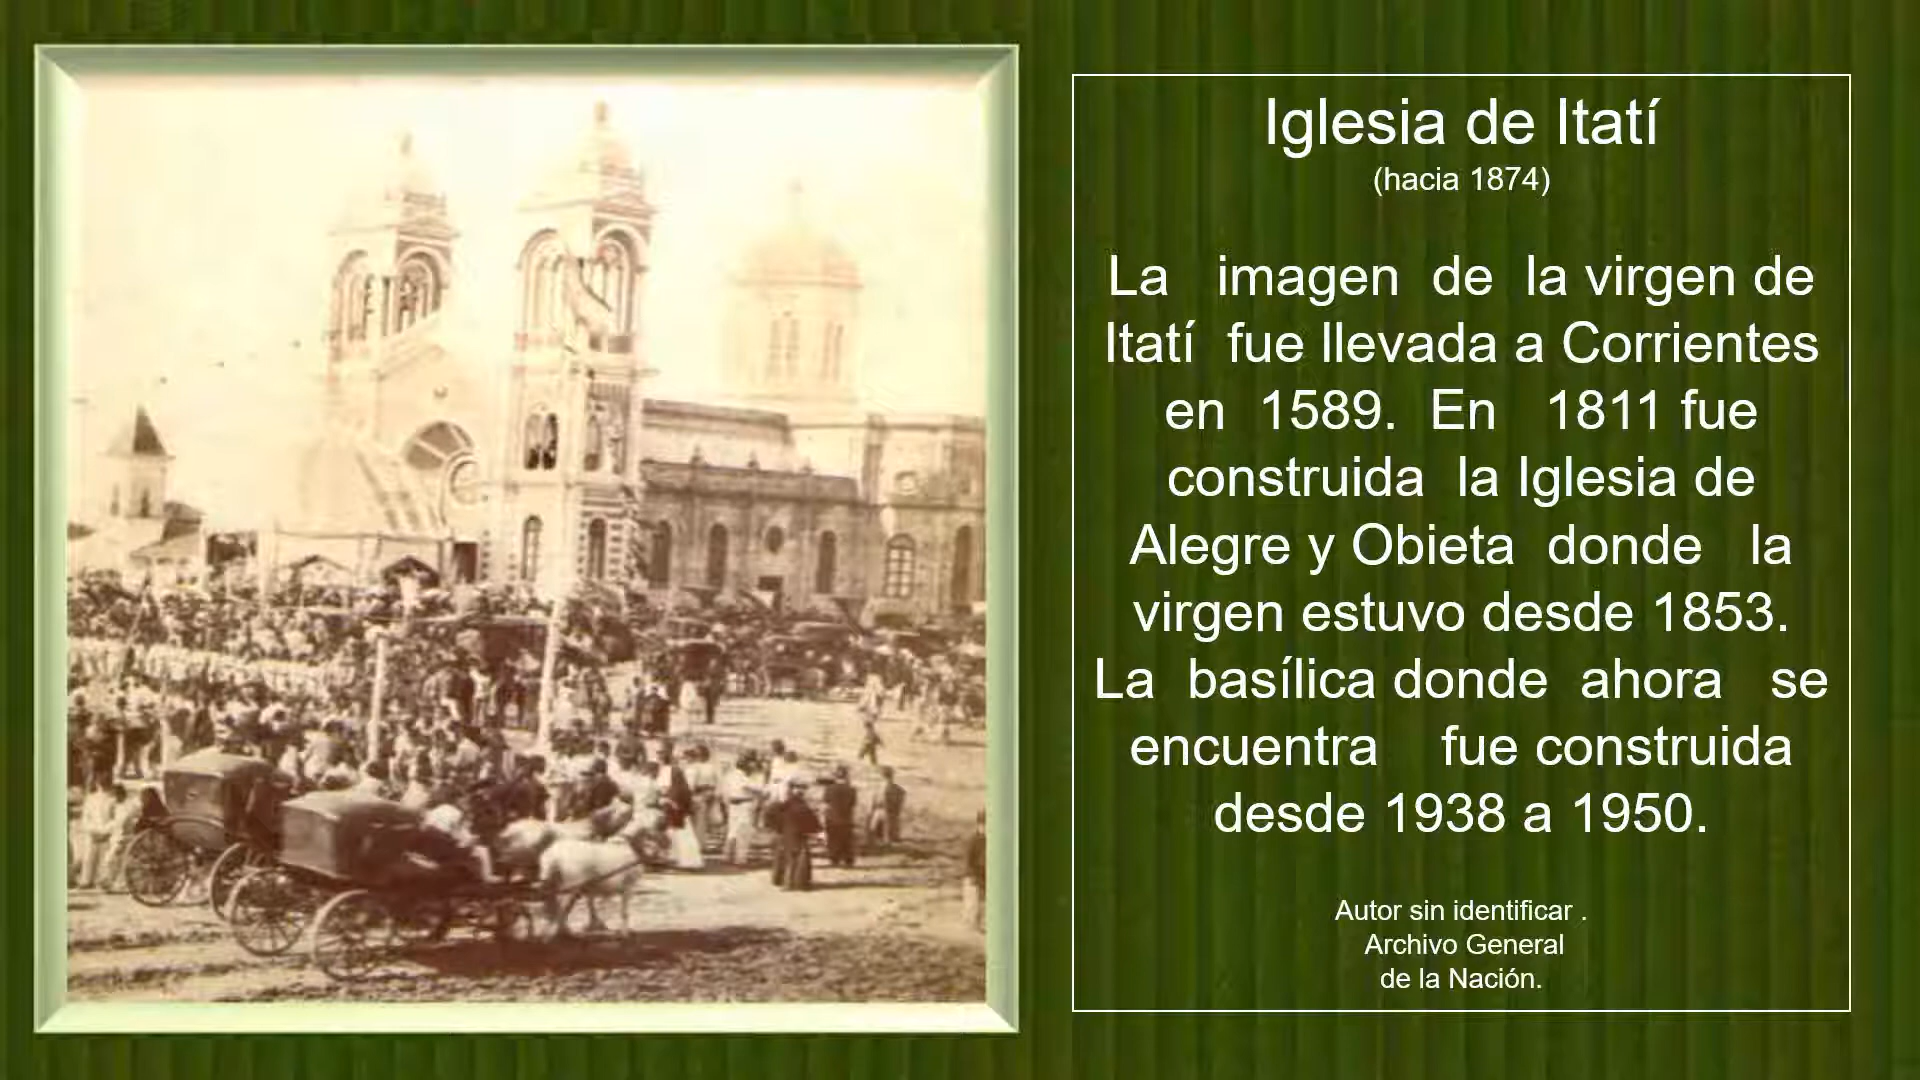 Iglesia de Itatí
(hacia 1874)
La imagen de la virgen de
Itatí fue llevada a Corrientes
en 1589. En 1811 fue
construida la Iglesia de
Alegre y Obieta donde la
virgen estuvo desde 1853.
La basílica donde ahora se
encuentra fue construida
desde 1938 a 1950.
Autor sin identificar .
Archivo General
de la Nación.